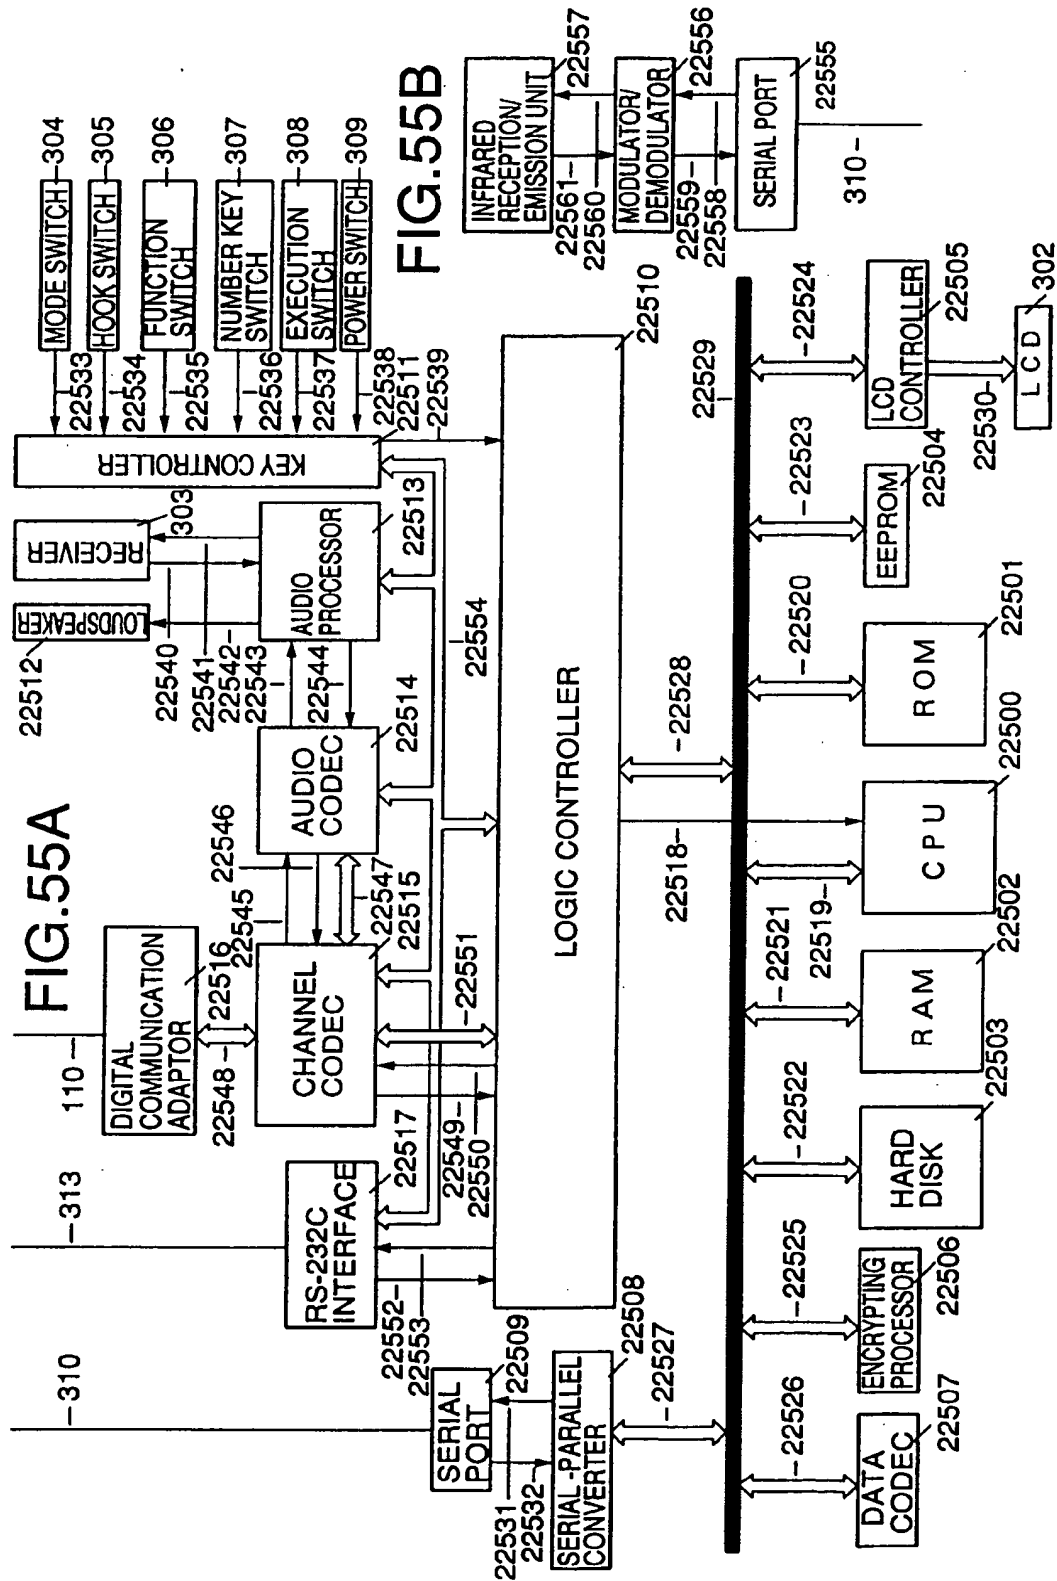 FIG.55A
310
313
110
SERIAL
PORT
22509
22531
22532
SERIAL-PARALLEL
CONVERTER
22508
22527
RS-232C
INTERFACE
22517
22552
22553
DIGITAL
COMMUNICATION
ADAPTOR
22516
22548
CHANNEL
CODEC
22515
22549
22550
22551
22545
22546
22547
AUDIO
CODEC
22514
22543
22544
LOUDSPEAKER
22512
RECEIVER
303
22540
22541
22542
AUDIO
PROCESSOR
22513
22554
KEY CONTROLLER
22511
22539
MODE SWITCH
304
HOOK SWITCH
305
FUNCTION
SWITCH
306
NUMBER KEY
SWITCH
307
EXECUTION
SWITCH
308
POWER SWITCH
309
22533
22534
22535
22536
22537
22538
LOGIC CONTROLLER
22510
22518
22528
22529
22526
DATA
CODEC
22507
22525
ENCRYPTING
PROCESSOR
22506
22522
HARD
DISK
22503
22521
RAM
22502
22519
CPU
22500
22520
ROM
22501
22523
EEPROM
22504
22524
LCD
CONTROLLER
22505
22530
LCD
302
FIG.55B
INFRARED
RECEPTION/
EMISSION UNIT
22557
22561
22560
MODULATOR/
DEMODULATOR
22556
22559
22558
SERIAL PORT
22555
310